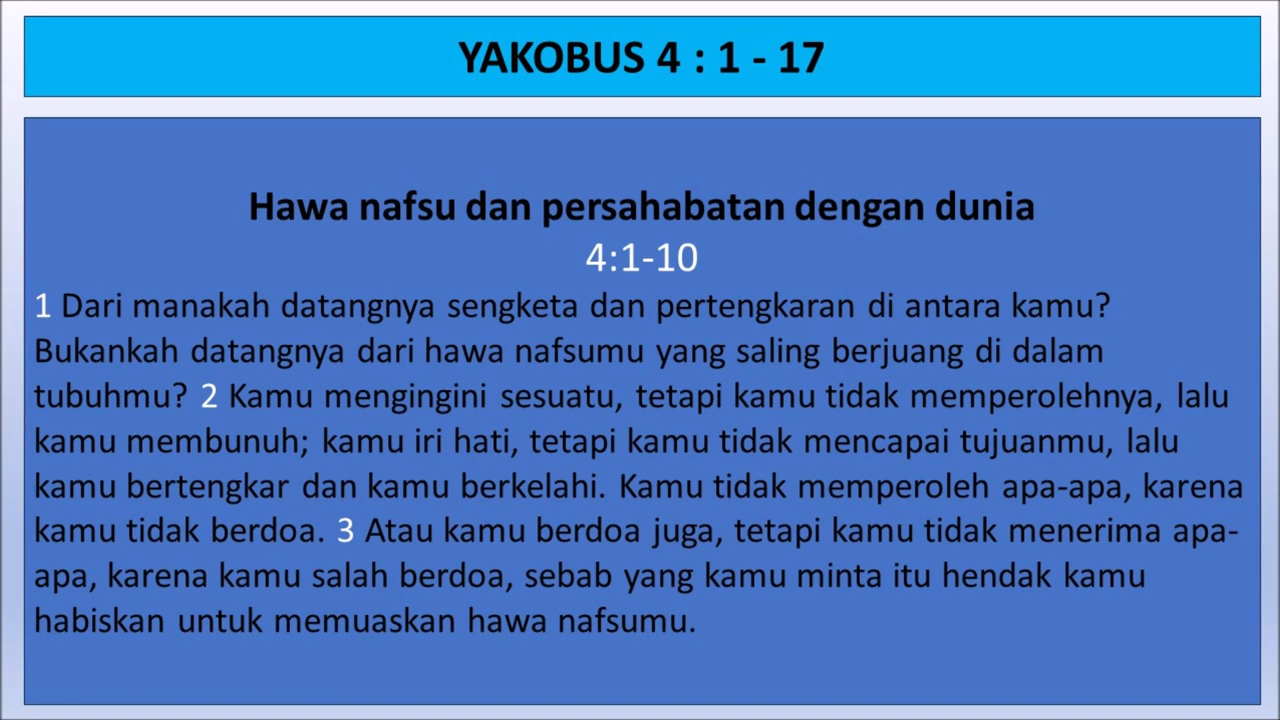 YAKOBUS 4 : 1 - 17
Hawa nafsu dan persahabatan dengan dunia
4:1-10
1 Dari manakah datangnya sengketa dan pertengkaran di antara kamu?
Bukankah datangnya dari hawa nafsumu yang saling berjuang di dalam
tubuhmu? 2 Kamu mengingini sesuatu, tetapi kamu tidak memperolehnya, lalu
kamu membunuh; kamu iri hati, tetapi kamu tidak mencapai tujuanmu, lalu
kamu bertengkar dan kamu berkelahi. Kamu tidak memperoleh apa-apa, karena
kamu tidak berdoa. 3 Atau kamu berdoa juga, tetapi kamu tidak menerima apa-
apa, karena kamu salah berdoa, sebab yang kamu minta itu hendak kamu
habiskan untuk memuaskan hawa nafsumu.